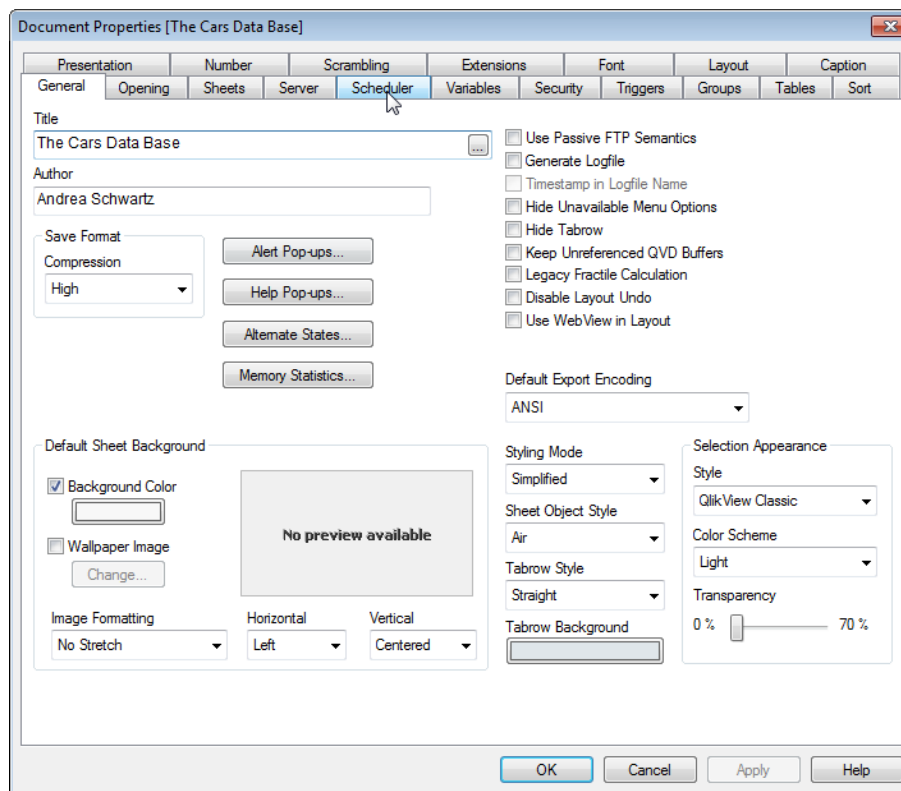 Document Properties [The Cars Data Base]
Presentation Number Scrambling Extensions Font Layout Caption
General Opening Sheets Server Scheduler Variables Security Triggers Groups Tables Sort
Title
The Cars Data Base ...
Author
Andrea Schwartz
Save Format
Compression
High
Alert Pop-ups...
Help Pop-ups...
Alternate States...
Memory Statistics...
Use Passive FTP Semantics
Generate Logfile
Timestamp in Logfile Name
Hide Unavailable Menu Options
Hide Tabrow
Keep Unreferenced QVD Buffers
Legacy Fractile Calculation
Disable Layout Undo
Use WebView in Layout
Default Export Encoding
ANSI
Default Sheet Background
Background Color
Wallpaper Image
Change...
No preview available
Image Formatting Horizontal Vertical
No Stretch Left Centered
Styling Mode
Simplified
Sheet Object Style
Air
Tabrow Style
Straight
Tabrow Background
Selection Appearance
Style
QlikView Classic
Color Scheme
Light
Transparency
0 % 70 %
OK Cancel Apply Help